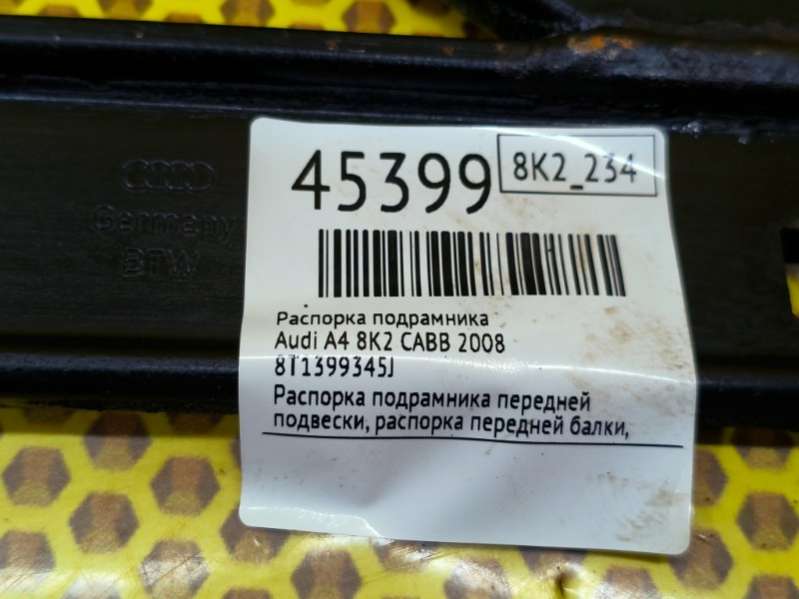 45399
8K2_234
Распорка подрамника
Audi A4 8K2 CABB 2008
8T1399345J
Распорка подрамника передней
подвески, распорка передней балки,
Germany
BTW